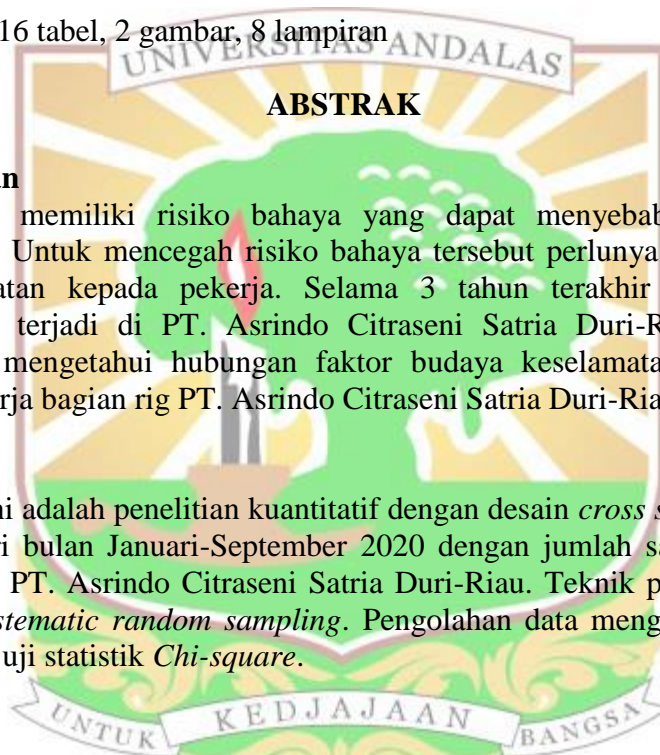 16 tabel, 2 gambar, 8 lampiran
UNIVERSITAS ANDALAS
ABSTRAK
an
memiliki risiko bahaya yang dapat menyebab
Untuk mencegah risiko bahaya tersebut perlunya
atan kepada pekerja. Selama 3 tahun terakhir
terjadi di PT. Asrindo Citraseni Satria Duri-R
mengetahui hubungan faktor budaya keselamata
rja bagian rig PT. Asrindo Citraseni Satria Duri-Ria
ni adalah penelitian kuantitatif dengan desain cross s
ri bulan Januari-September 2020 dengan jumlah sa
PT. Asrindo Citraseni Satria Duri-Riau. Teknik p
stematic random sampling. Pengolahan data meng
uji statistik Chi-square.
UNTUK KEDJAJAAN BANGSA